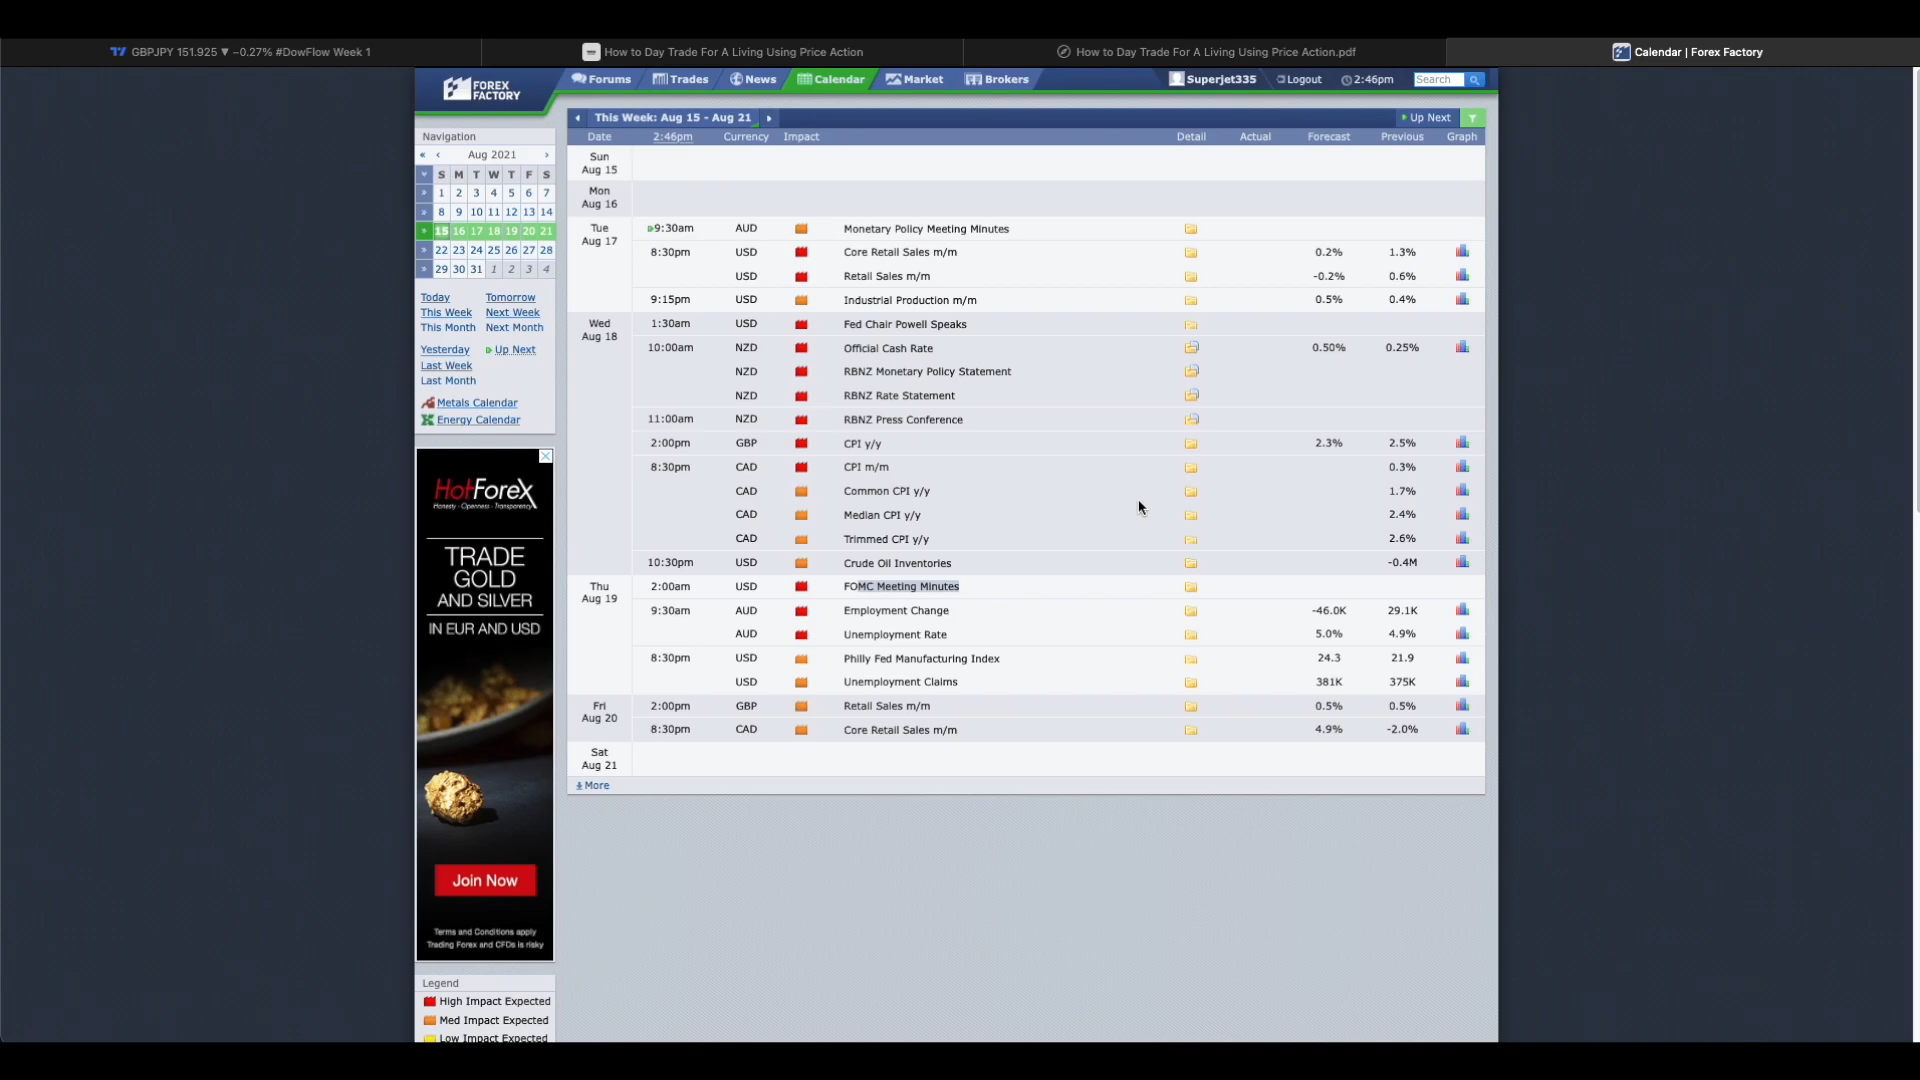 GBPJPY 151.925 ▼ −0.27% #DowFlow Week 1
How to Day Trade For A Living Using Price Action
How to Day Trade For A Living Using Price Action.pdf
Calendar | Forex Factory
FOREX FACTORY
Forums Trades News Calendar Market Brokers Superjet335 Logout 2:46pm Search
Navigation
« ‹ Aug 2021 ›
S M T W T F S
1 2 3 4 5 6 7
8 9 10 11 12 13 14
15 16 17 18 19 20 21
22 23 24 25 26 27 28
29 30 31 1 2 3 4
Today Tomorrow
This Week Next Week
This Month Next Month
Yesterday Up Next
Last Week
Last Month
Metals Calendar
Energy Calendar
HotForex
Honesty - Openness - Transparency
TRADE
GOLD
AND SILVER
IN EUR AND USD
Join Now
Terms and Conditions apply
Trading Forex and CFDs is risky
Legend
High Impact Expected
Med Impact Expected
Low Impact Expected
This Week: Aug 15 - Aug 21 Up Next
Date 2:46pm Currency Impact Detail Actual Forecast Previous Graph
Sun Aug 15
Mon Aug 16
Tue Aug 17 9:30am AUD Monetary Policy Meeting Minutes
8:30pm USD Core Retail Sales m/m 0.2% 1.3%
USD Retail Sales m/m -0.2% 0.6%
9:15pm USD Industrial Production m/m 0.5% 0.4%
Wed Aug 18 1:30am USD Fed Chair Powell Speaks
10:00am NZD Official Cash Rate 0.50% 0.25%
NZD RBNZ Monetary Policy Statement
NZD RBNZ Rate Statement
11:00am NZD RBNZ Press Conference
2:00pm GBP CPI y/y 2.3% 2.5%
8:30pm CAD CPI m/m 0.3%
CAD Common CPI y/y 1.7%
CAD Median CPI y/y 2.4%
CAD Trimmed CPI y/y 2.6%
10:30pm USD Crude Oil Inventories -0.4M
Thu Aug 19 2:00am USD FOMC Meeting Minutes
9:30am AUD Employment Change -46.0K 29.1K
AUD Unemployment Rate 5.0% 4.9%
8:30pm USD Philly Fed Manufacturing Index 24.3 21.9
USD Unemployment Claims 381K 375K
Fri Aug 20 2:00pm GBP Retail Sales m/m 0.5% 0.5%
8:30pm CAD Core Retail Sales m/m 4.9% -2.0%
Sat Aug 21
More